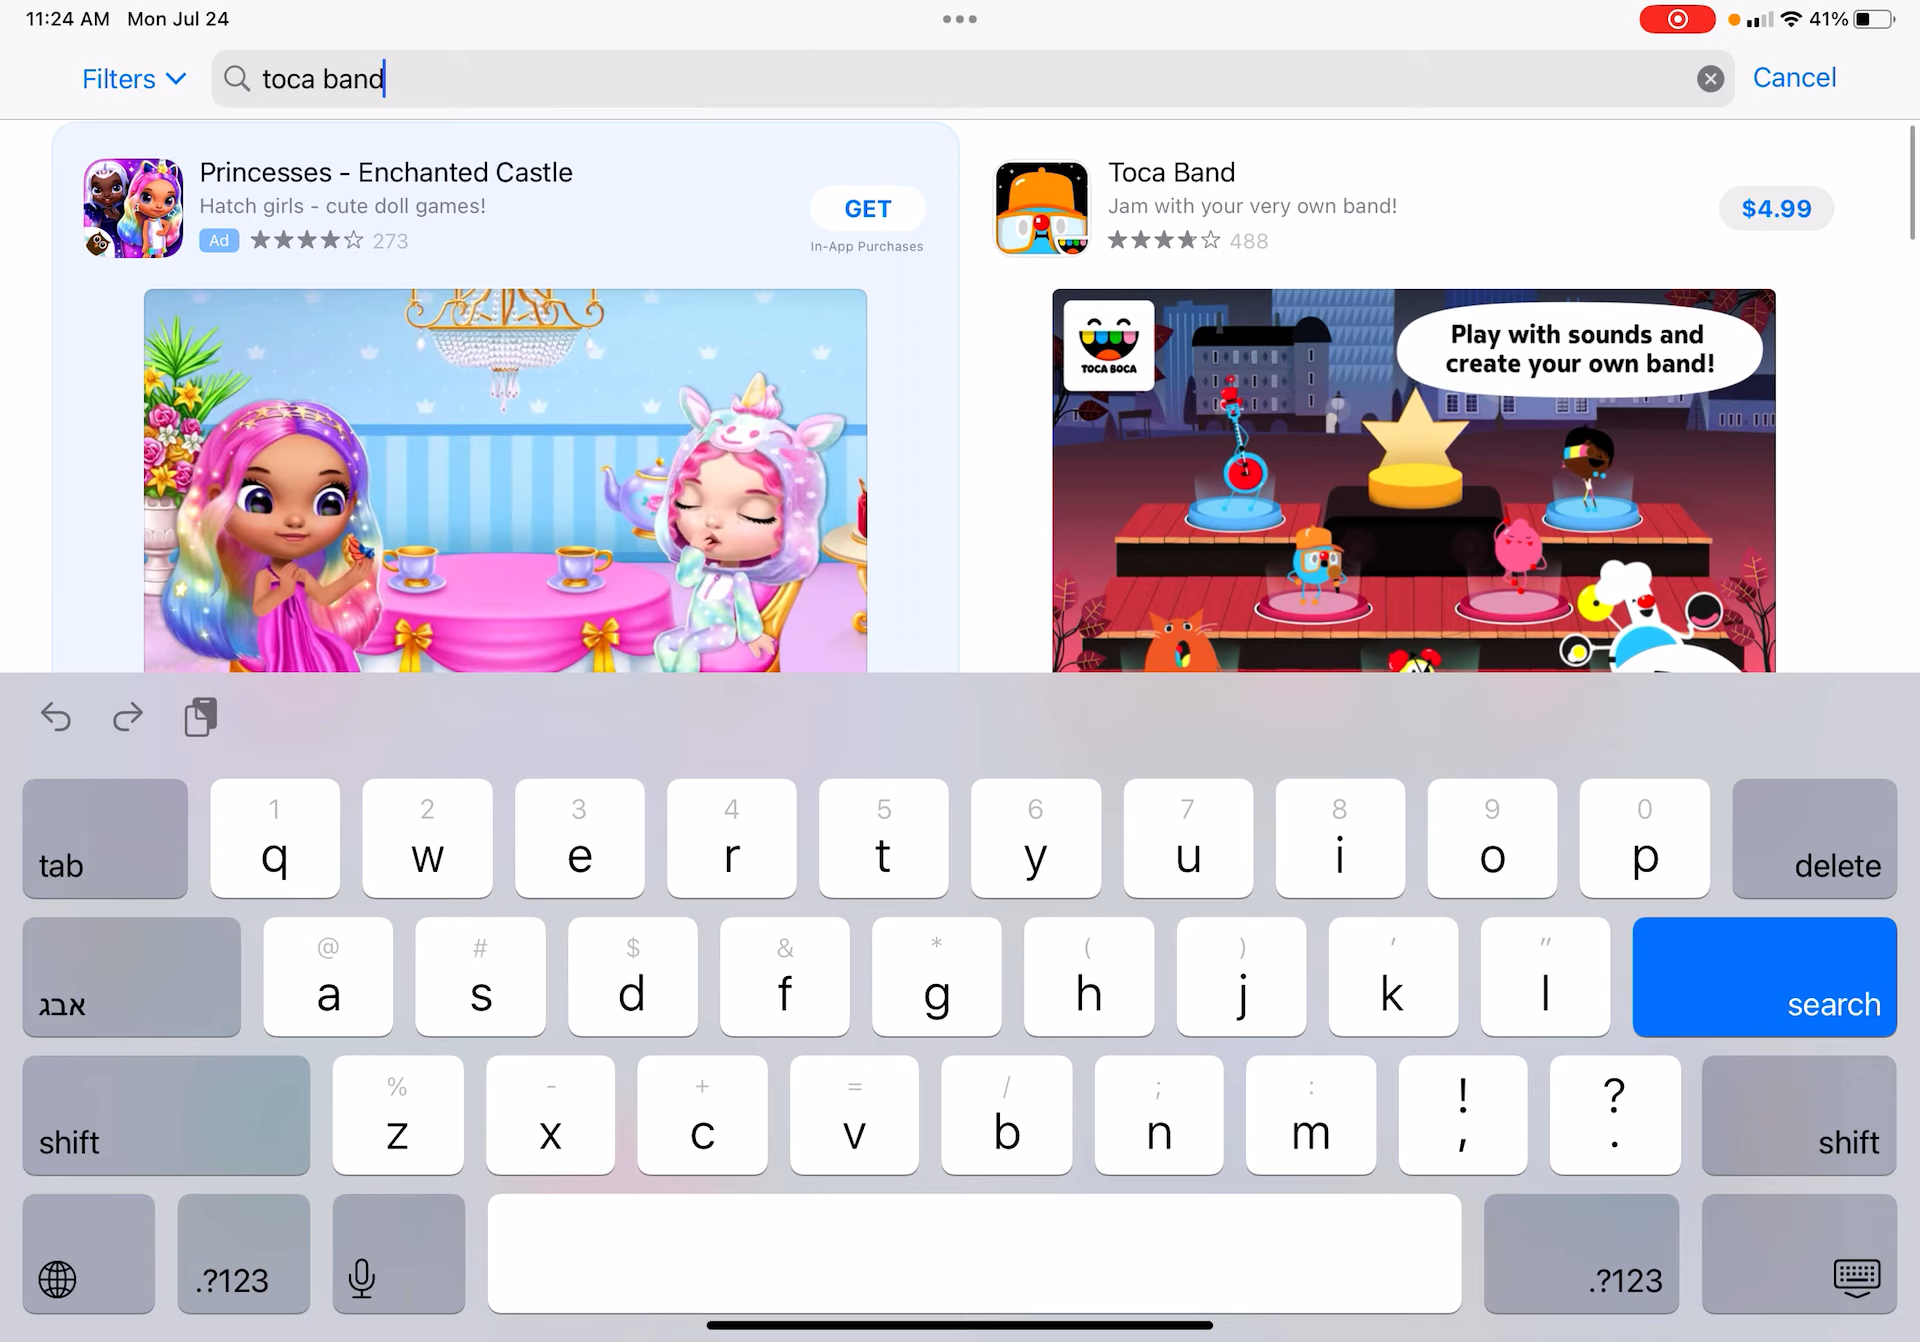 11:24 AM Mon Jul 24
41%
Filters
toca band
Cancel
Princesses - Enchanted Castle
Hatch girls - cute doll games!
Ad 273
GET
In-App Purchases
Toca Band
Jam with your very own band!
488
$4.99
TOCA BOCA
Play with sounds and
create your own band!
1 2 3 4 5 6 7 8 9 0
tab q w e r t y u i o p delete
@ # $ & * ( ) ' "
אבג a s d f g h j k l search
% - + = / ; : ! ?
shift z x c v b n m , . shift
.?123 .?123